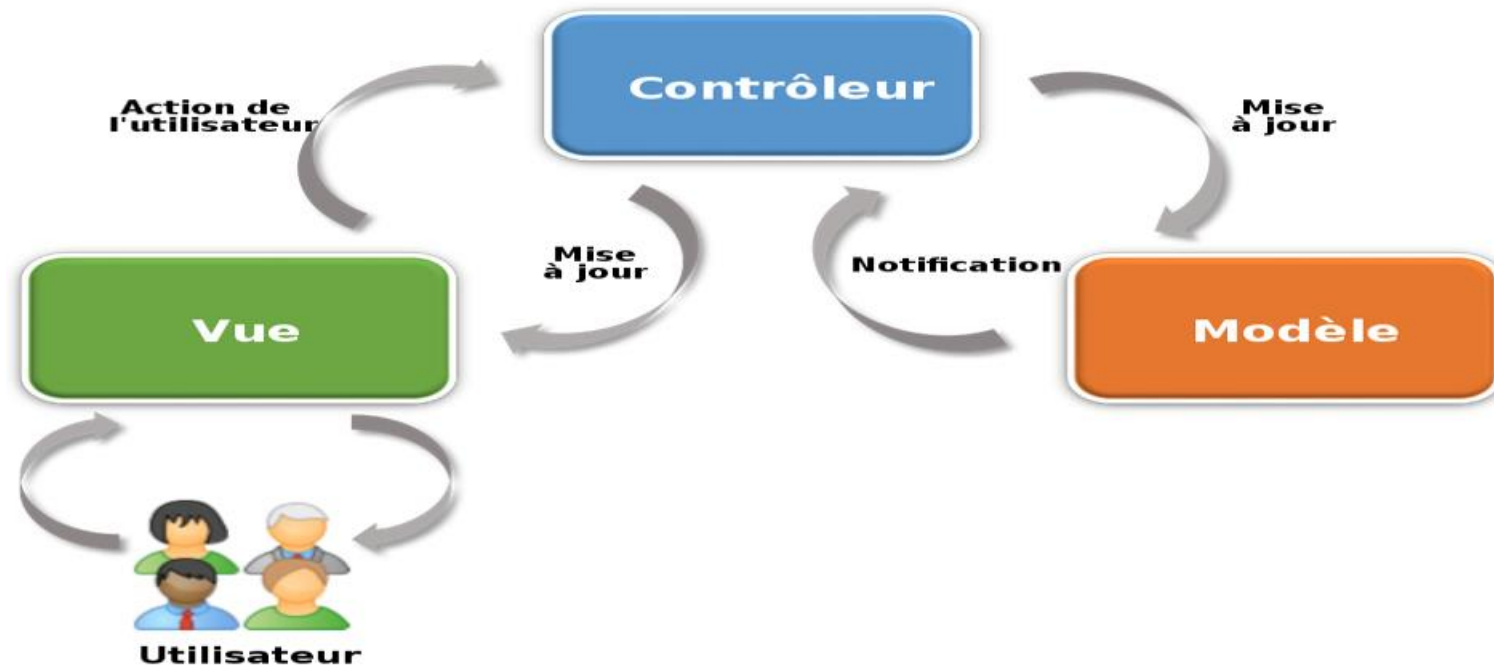 Contrôleur
Action de
l'utilisateur
Mise
à jour
Mise
à jour
Notification
Vue
Modèle
Utilisateur